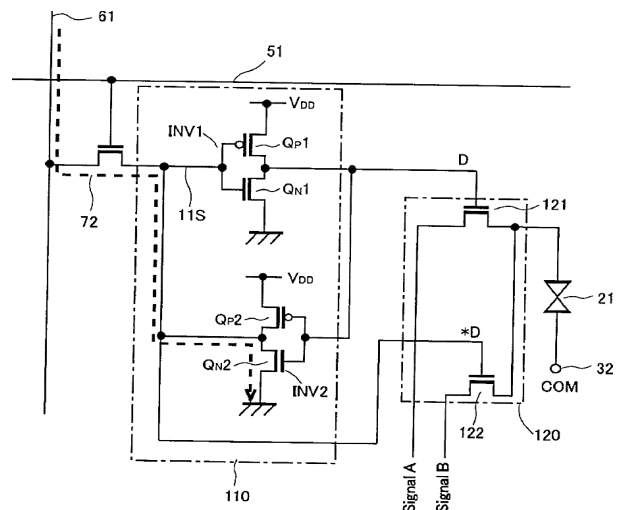 61
51
VDD
INV1
QP1
D
QN1
121
72
11S
VDD
21
QP2
*D
32
QN2
INV2
COM
122
120
Signal A
Signal B
110